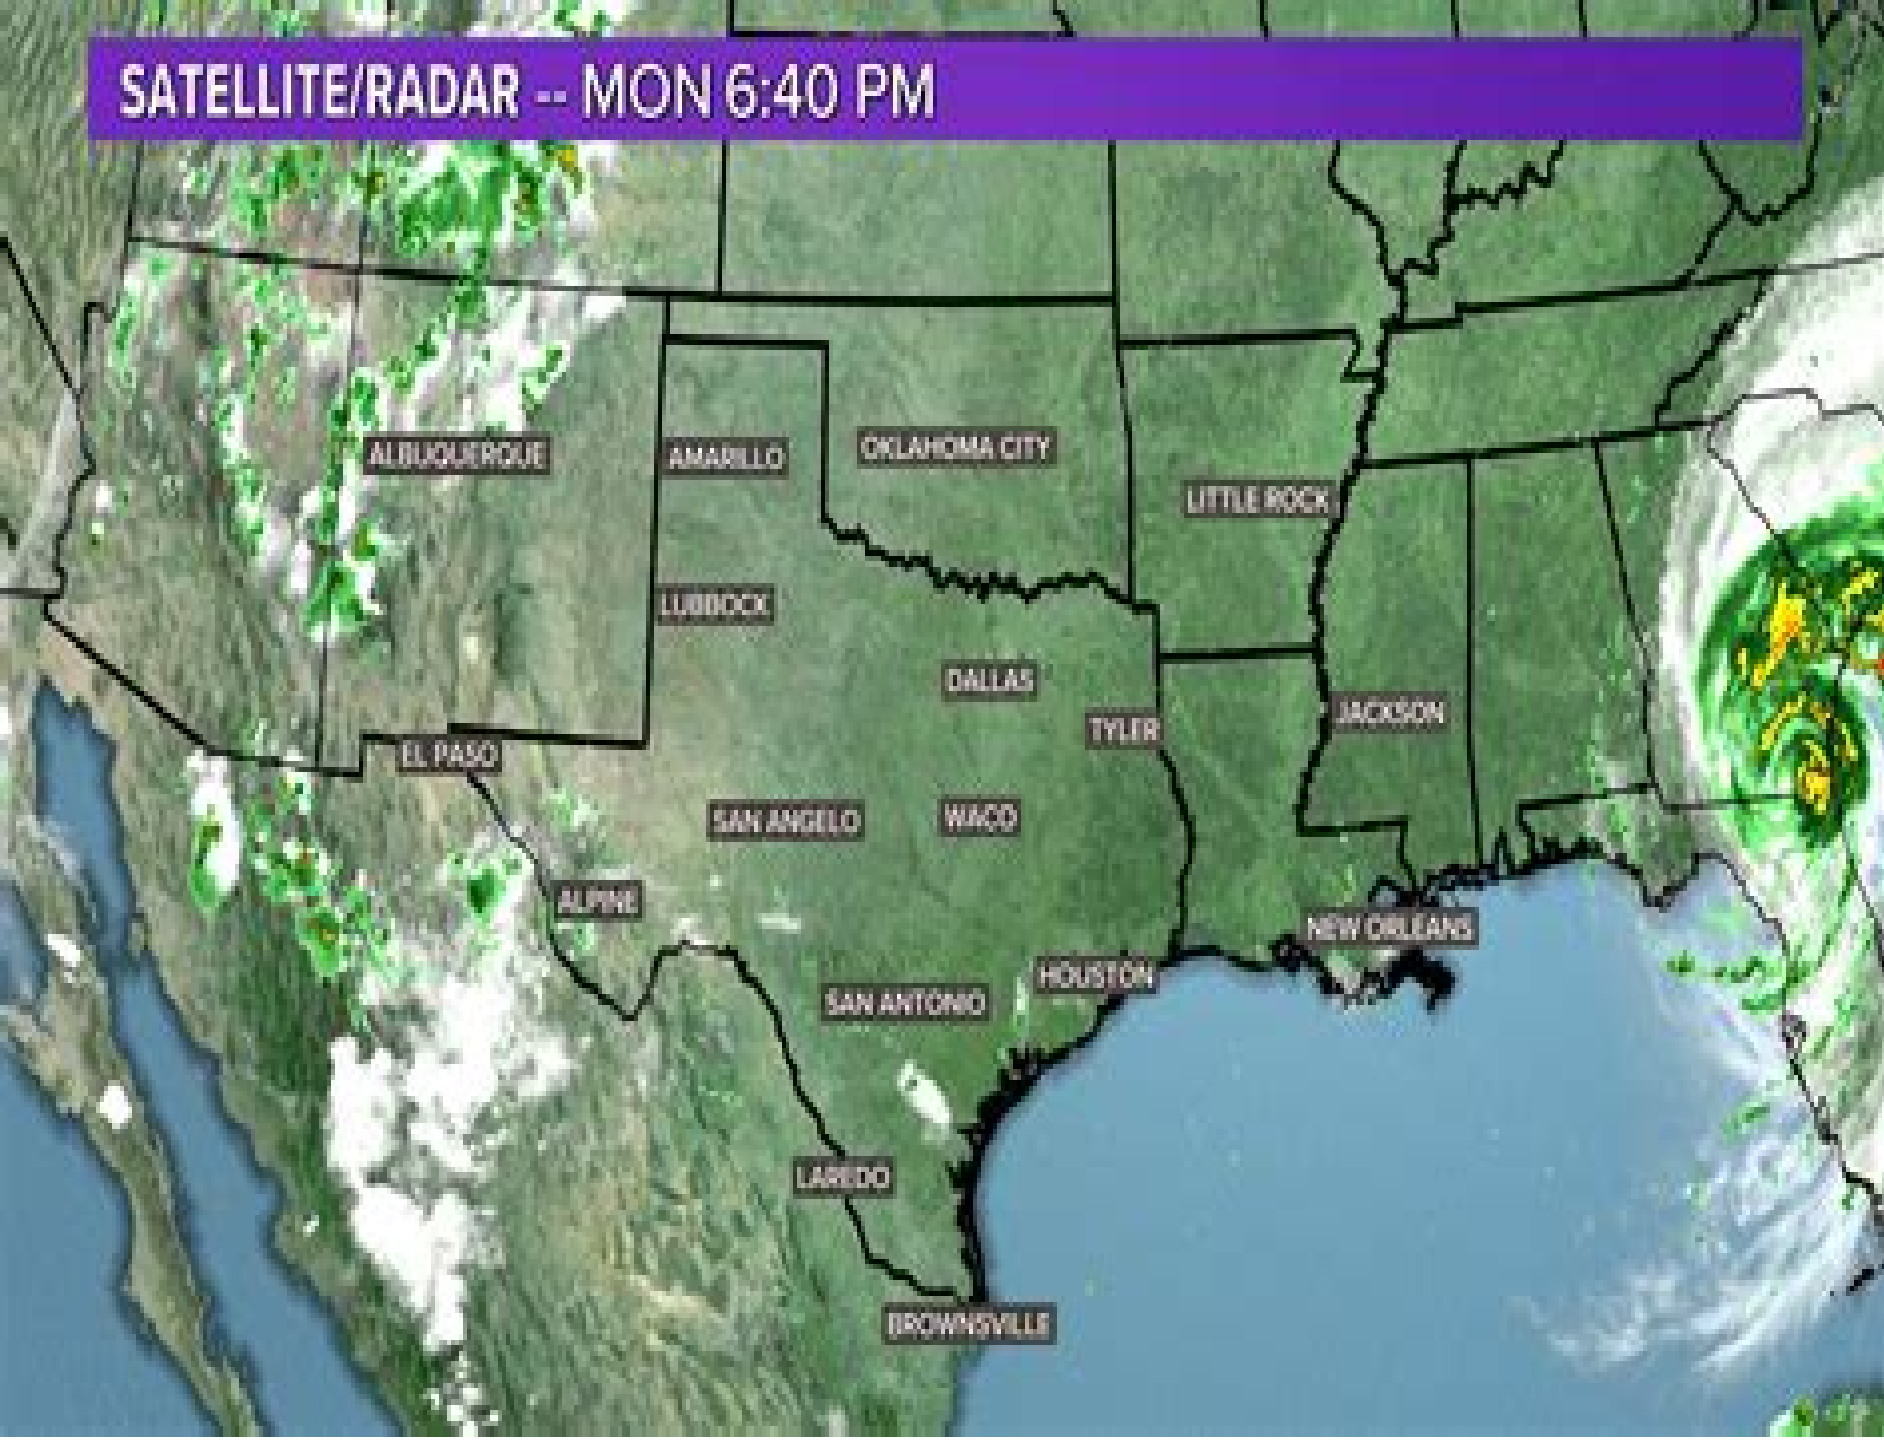 SATELLITE/RADAR -- MON 6:40 PM
ALBUQUERQUE
AMARILLO
OKLAHOMA CITY
LITTLE ROCK
LUBBOCK
DALLAS
TYLER
JACKSON
EL PASO
SAN ANGELO
WACO
ALPINE
NEW ORLEANS
HOUSTON
SAN ANTONIO
LAREDO
BROWNSVILLE